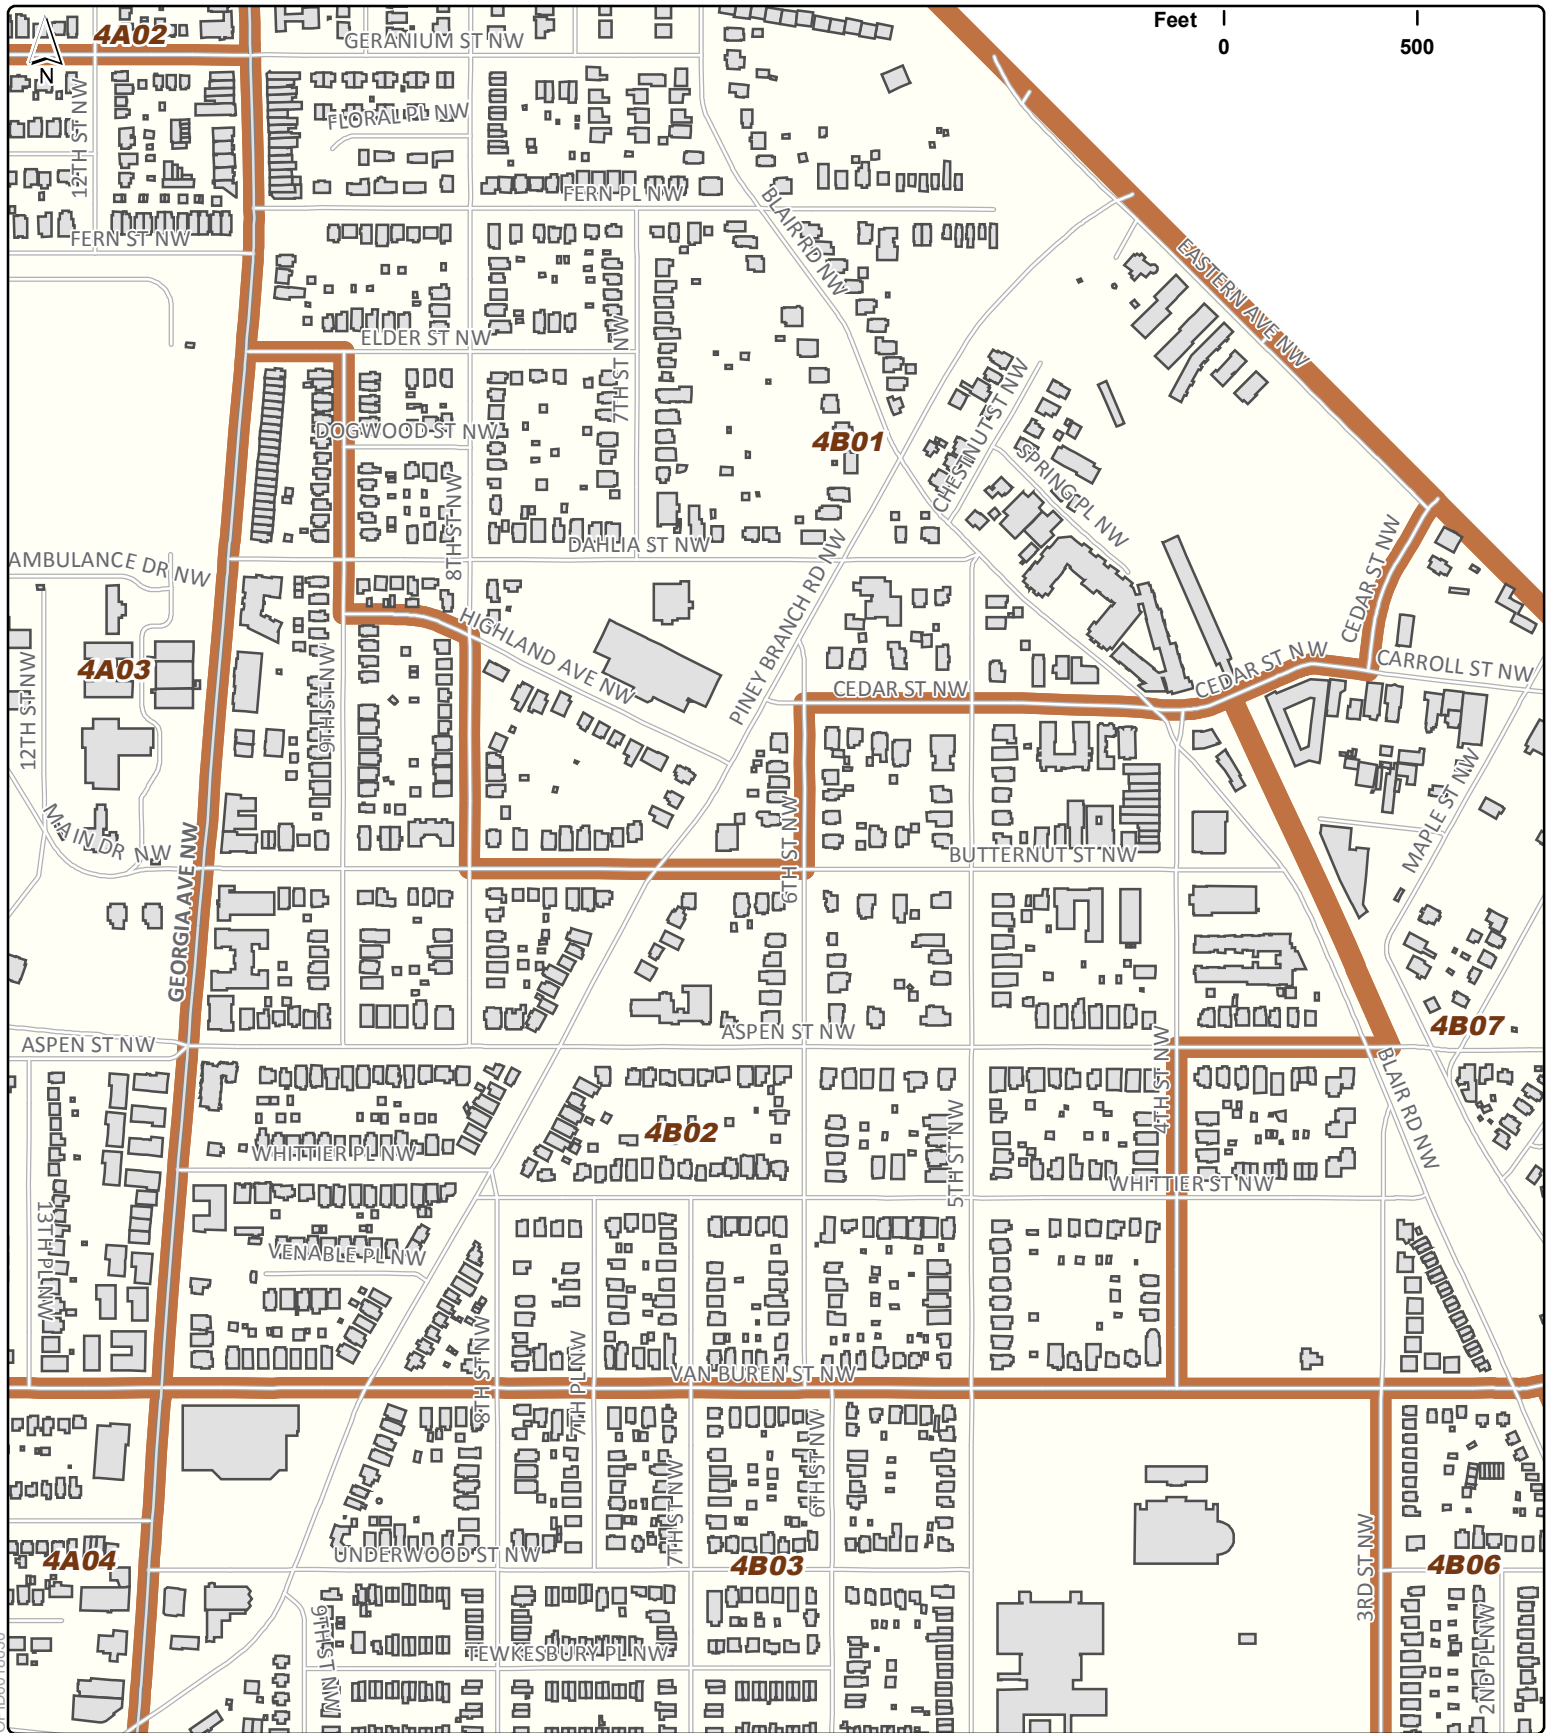 4A02
GERANIUM ST NW
Feet
0
500
N
12TH ST NW
FLORAL PL NW
FERN PL NW
BLAIR RD NW
FERN ST NW
EASTERN AVE NW
ELDER ST NW
7TH ST NW
DOGWOOD ST NW
4B01
CHESTNUT ST NW
SPRING PL NW
8TH ST NW
DAHLIA ST NW
AMBULANCE DR NW
CEDAR ST NW
HIGHLAND AVE NW
PINEY BRANCH RD NW
4A03
12TH ST NW
9TH ST NW
CEDAR ST NW
CEDAR ST NW
CARROLL ST NW
MAIN DR NW
GEORGIA AVE NW
6TH ST NW
BUTTERNUT ST NW
MAPLE ST NW
ASPEN ST NW
ASPEN ST NW
4B07
4TH ST NW
BLAIR RD NW
4B02
5TH ST NW
WHITTIER PL NW
WHITTIER ST NW
13TH PL NW
VENABLE PL NW
8TH ST NW
7TH PL NW
VAN BUREN ST NW
6TH ST NW
7TH ST NW
4A04
UNDERWOOD ST NW
4B03
3RD ST NW
4B06
9TH ST NW
TEWKESBURY PL NW
2ND PL NW